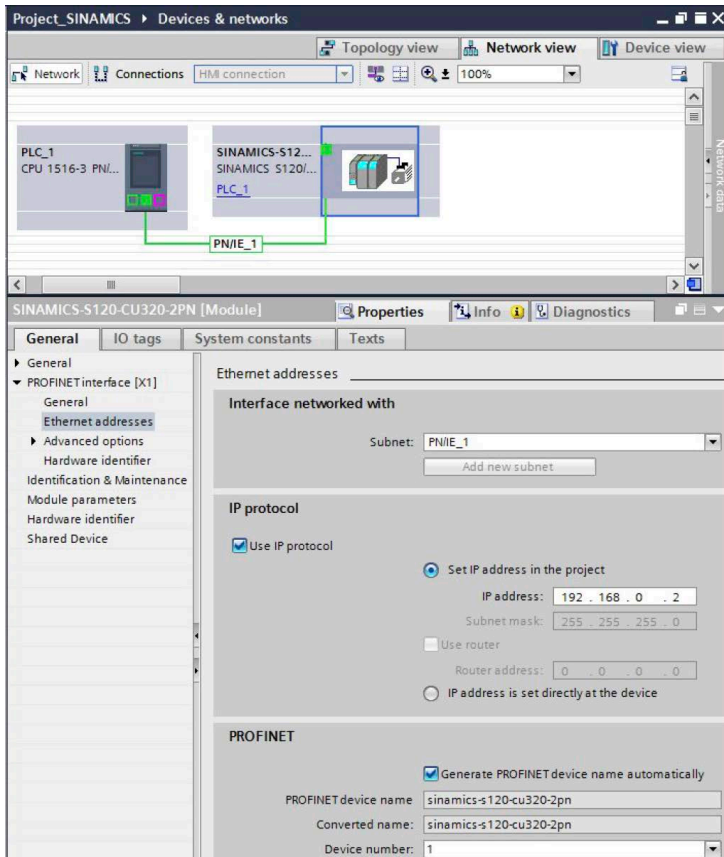 Project_SINAMICS ▸ Devices & networks
Topology view Network view Device view
Network Connections HMI connection 100%
Network data
PLC_1
CPU 1516-3 PN/...
SINAMICS-S12...
SINAMICS S120/...
PLC_1
PN/IE_1
SINAMICS-S120-CU320-2PN [Module] Properties Info Diagnostics
General IO tags System constants Texts
General
PROFINET interface [X1]
General
Ethernet addresses
Advanced options
Hardware identifier
Identification & Maintenance
Module parameters
Hardware identifier
Shared Device
Ethernet addresses
Interface networked with
Subnet: PN/IE_1
Add new subnet
IP protocol
Use IP protocol
Set IP address in the project
IP address: 192 . 168 . 0 . 2
Subnet mask: 255 . 255 . 255 . 0
Use router
Router address: 0 . 0 . 0 . 0
IP address is set directly at the device
PROFINET
Generate PROFINET device name automatically
PROFINET device name sinamics-s120-cu320-2pn
Converted name: sinamics-s120-cu320-2pn
Device number: 1